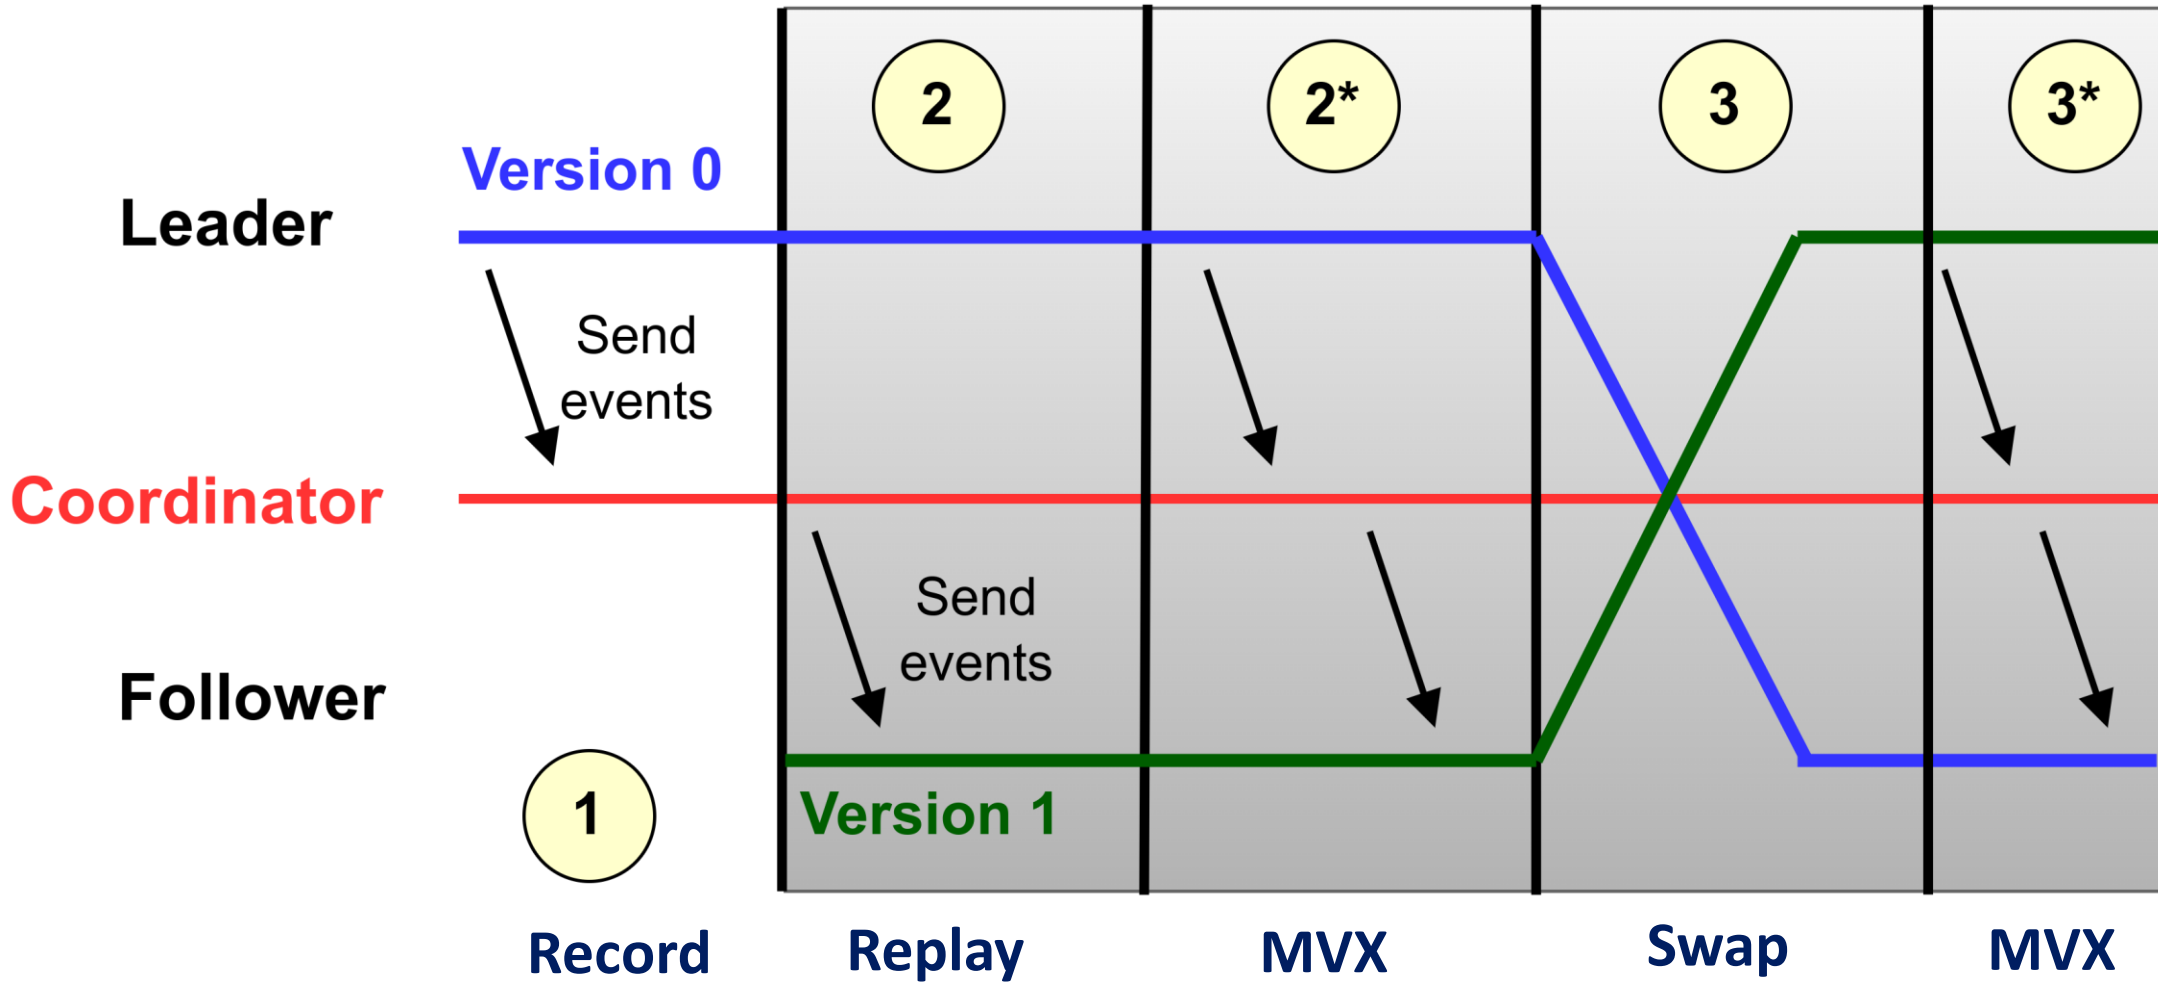 2
2*
3
3*
Version 0
Leader
Send
events
Coordinator
Send
events
Follower
1
Version 1
Record
Replay
MVX
Swap
MVX